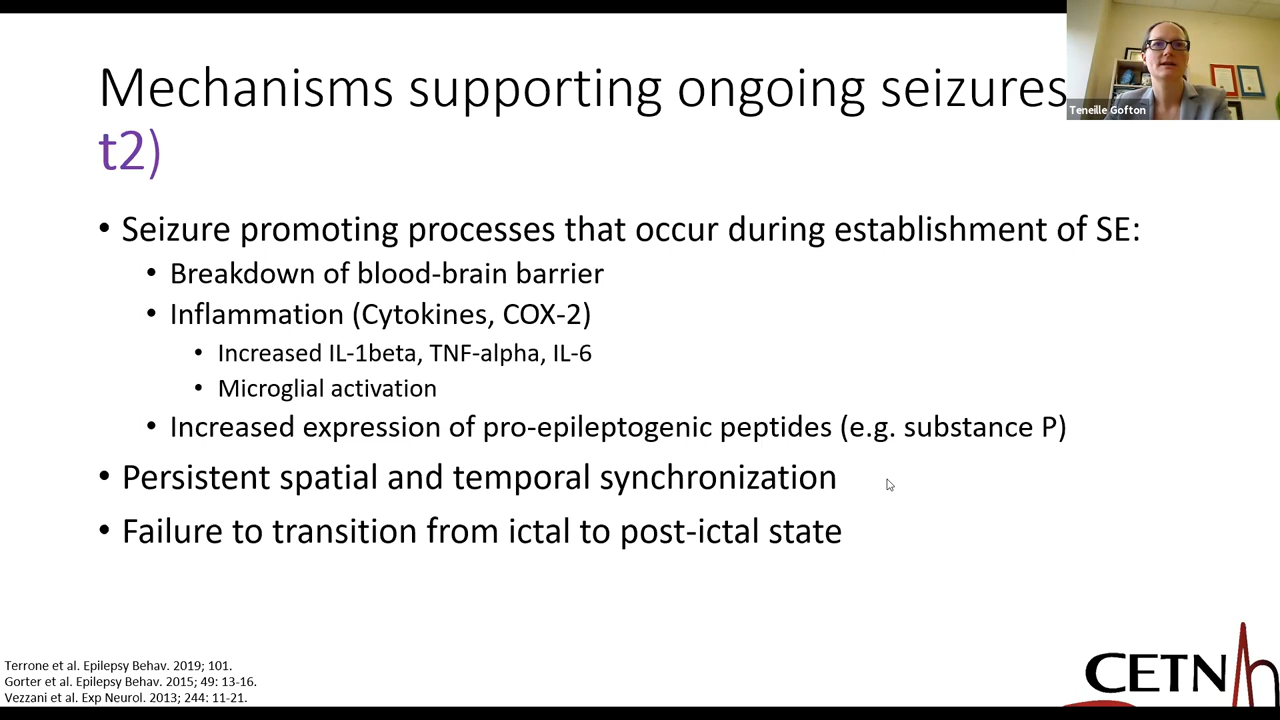 Mechanisms supporting ongoing seizures
t2)
Teneille Gofton
• Seizure promoting processes that occur during establishment of SE:
• Breakdown of blood-brain barrier
• Inflammation (Cytokines, COX-2)
• Increased IL-1beta, TNF-alpha, IL-6
• Microglial activation
• Increased expression of pro-epileptogenic peptides (e.g. substance P)
• Persistent spatial and temporal synchronization
• Failure to transition from ictal to post-ictal state
Terrone et al. Epilepsy Behav. 2019; 101.
Gorter et al. Epilepsy Behav. 2015; 49: 13-16.
Vezzani et al. Exp Neurol. 2013; 244: 11-21.
CETN